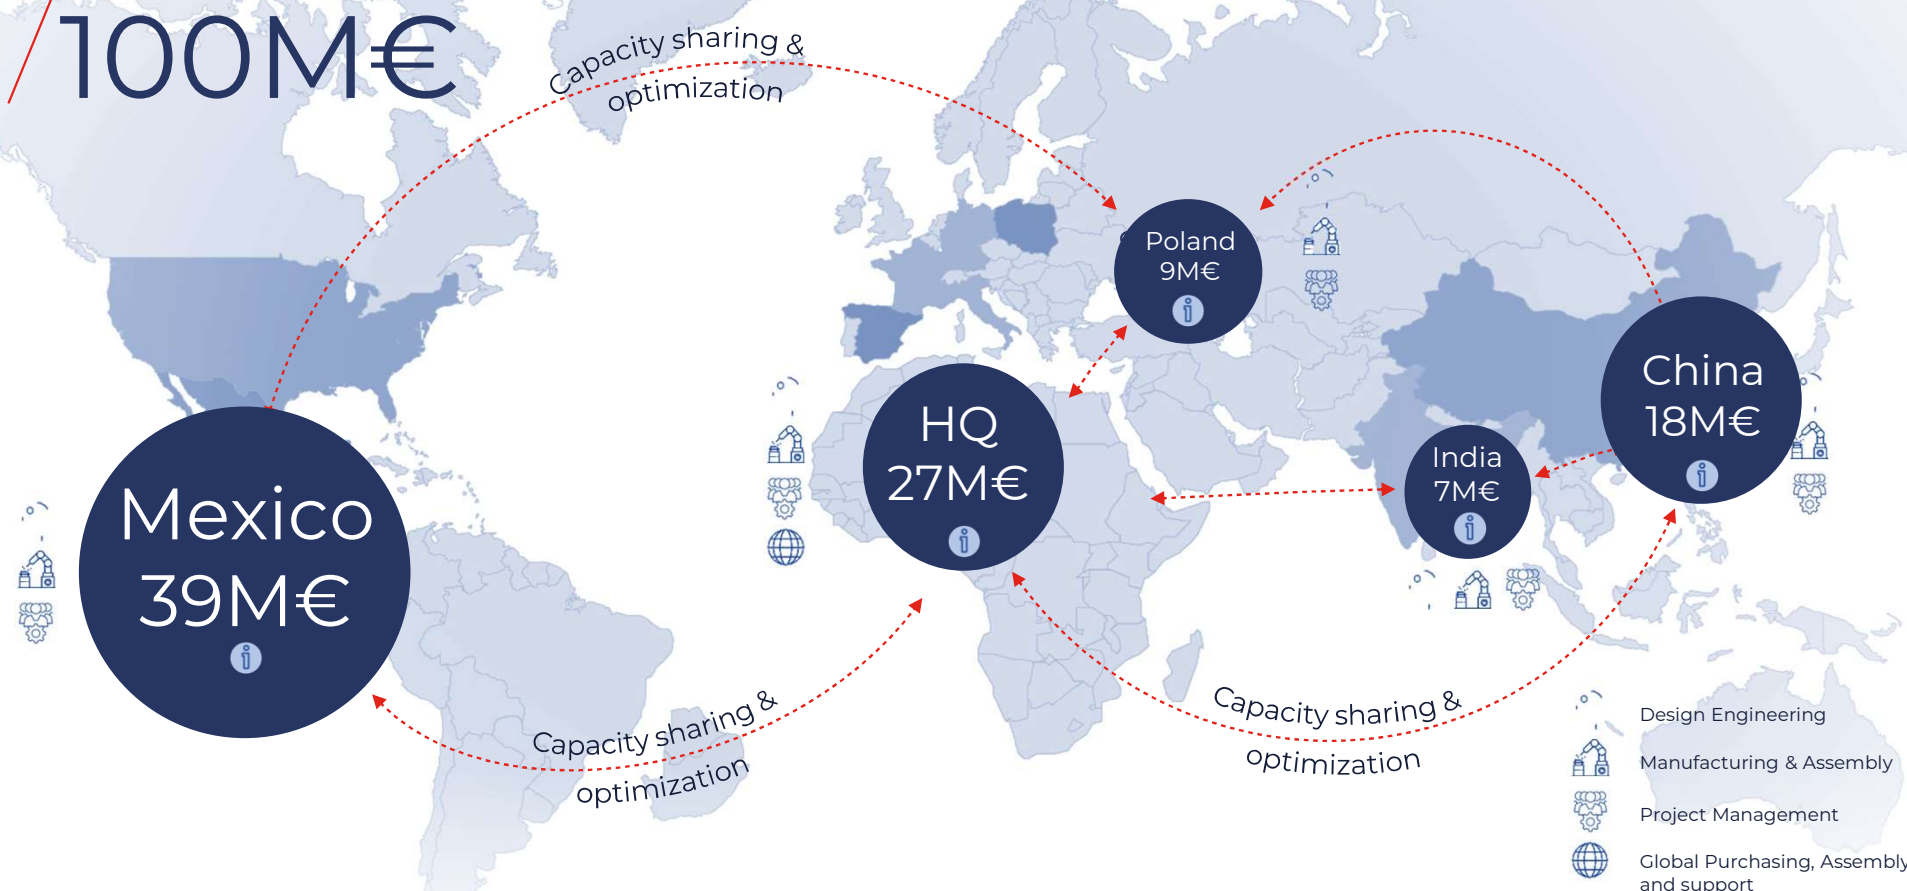 100M€
Capacity sharing &
optimization
Poland
9M€
China
18M€
HQ
27M€
India
7M€
Mexico
39M€
Capacity sharing &
optimization
Capacity sharing &
optimization
Design Engineering
Manufacturing & Assembly
Project Management
Global Purchasing, Assembly
and support